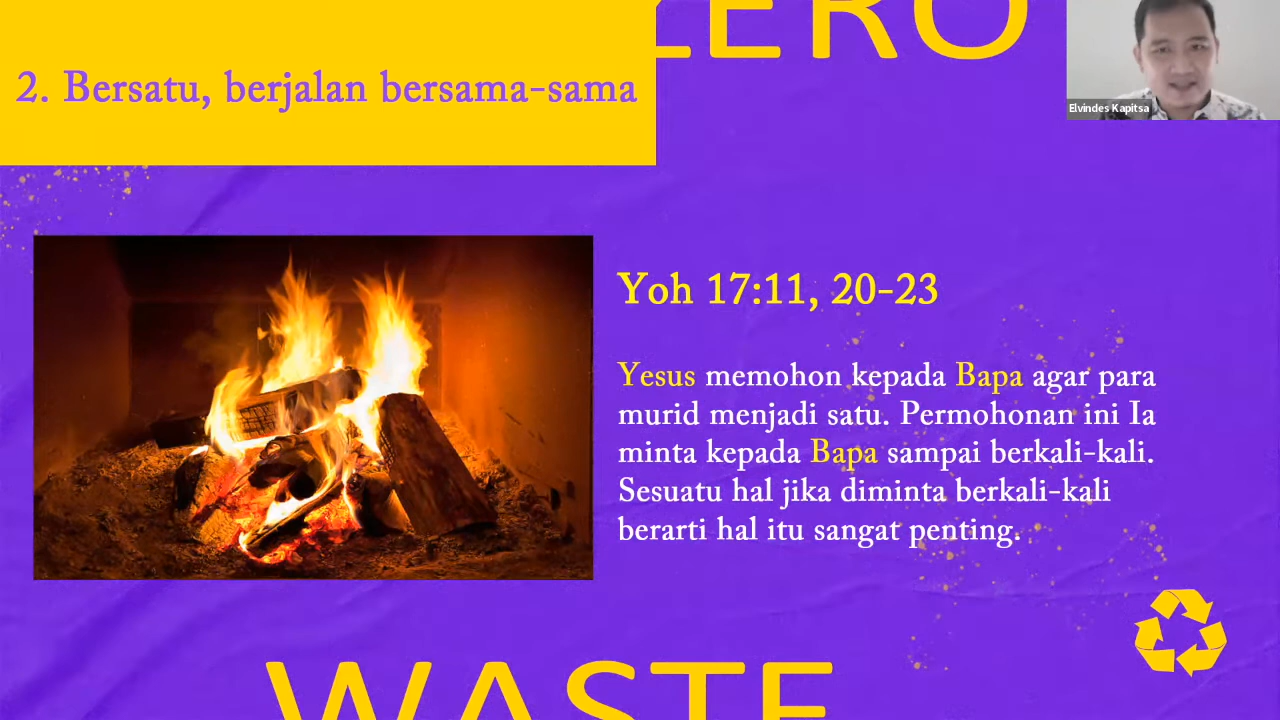 ZERO
2. Bersatu, berjalan bersama-sama
Elvindes Kapitsa
Yoh 17:11, 20-23
Yesus memohon kepada Bapa agar para
murid menjadi satu. Permohonan ini Ia
minta kepada Bapa sampai berkali-kali.
Sesuatu hal jika diminta berkali-kali
berarti hal itu sangat penting.
WASTE